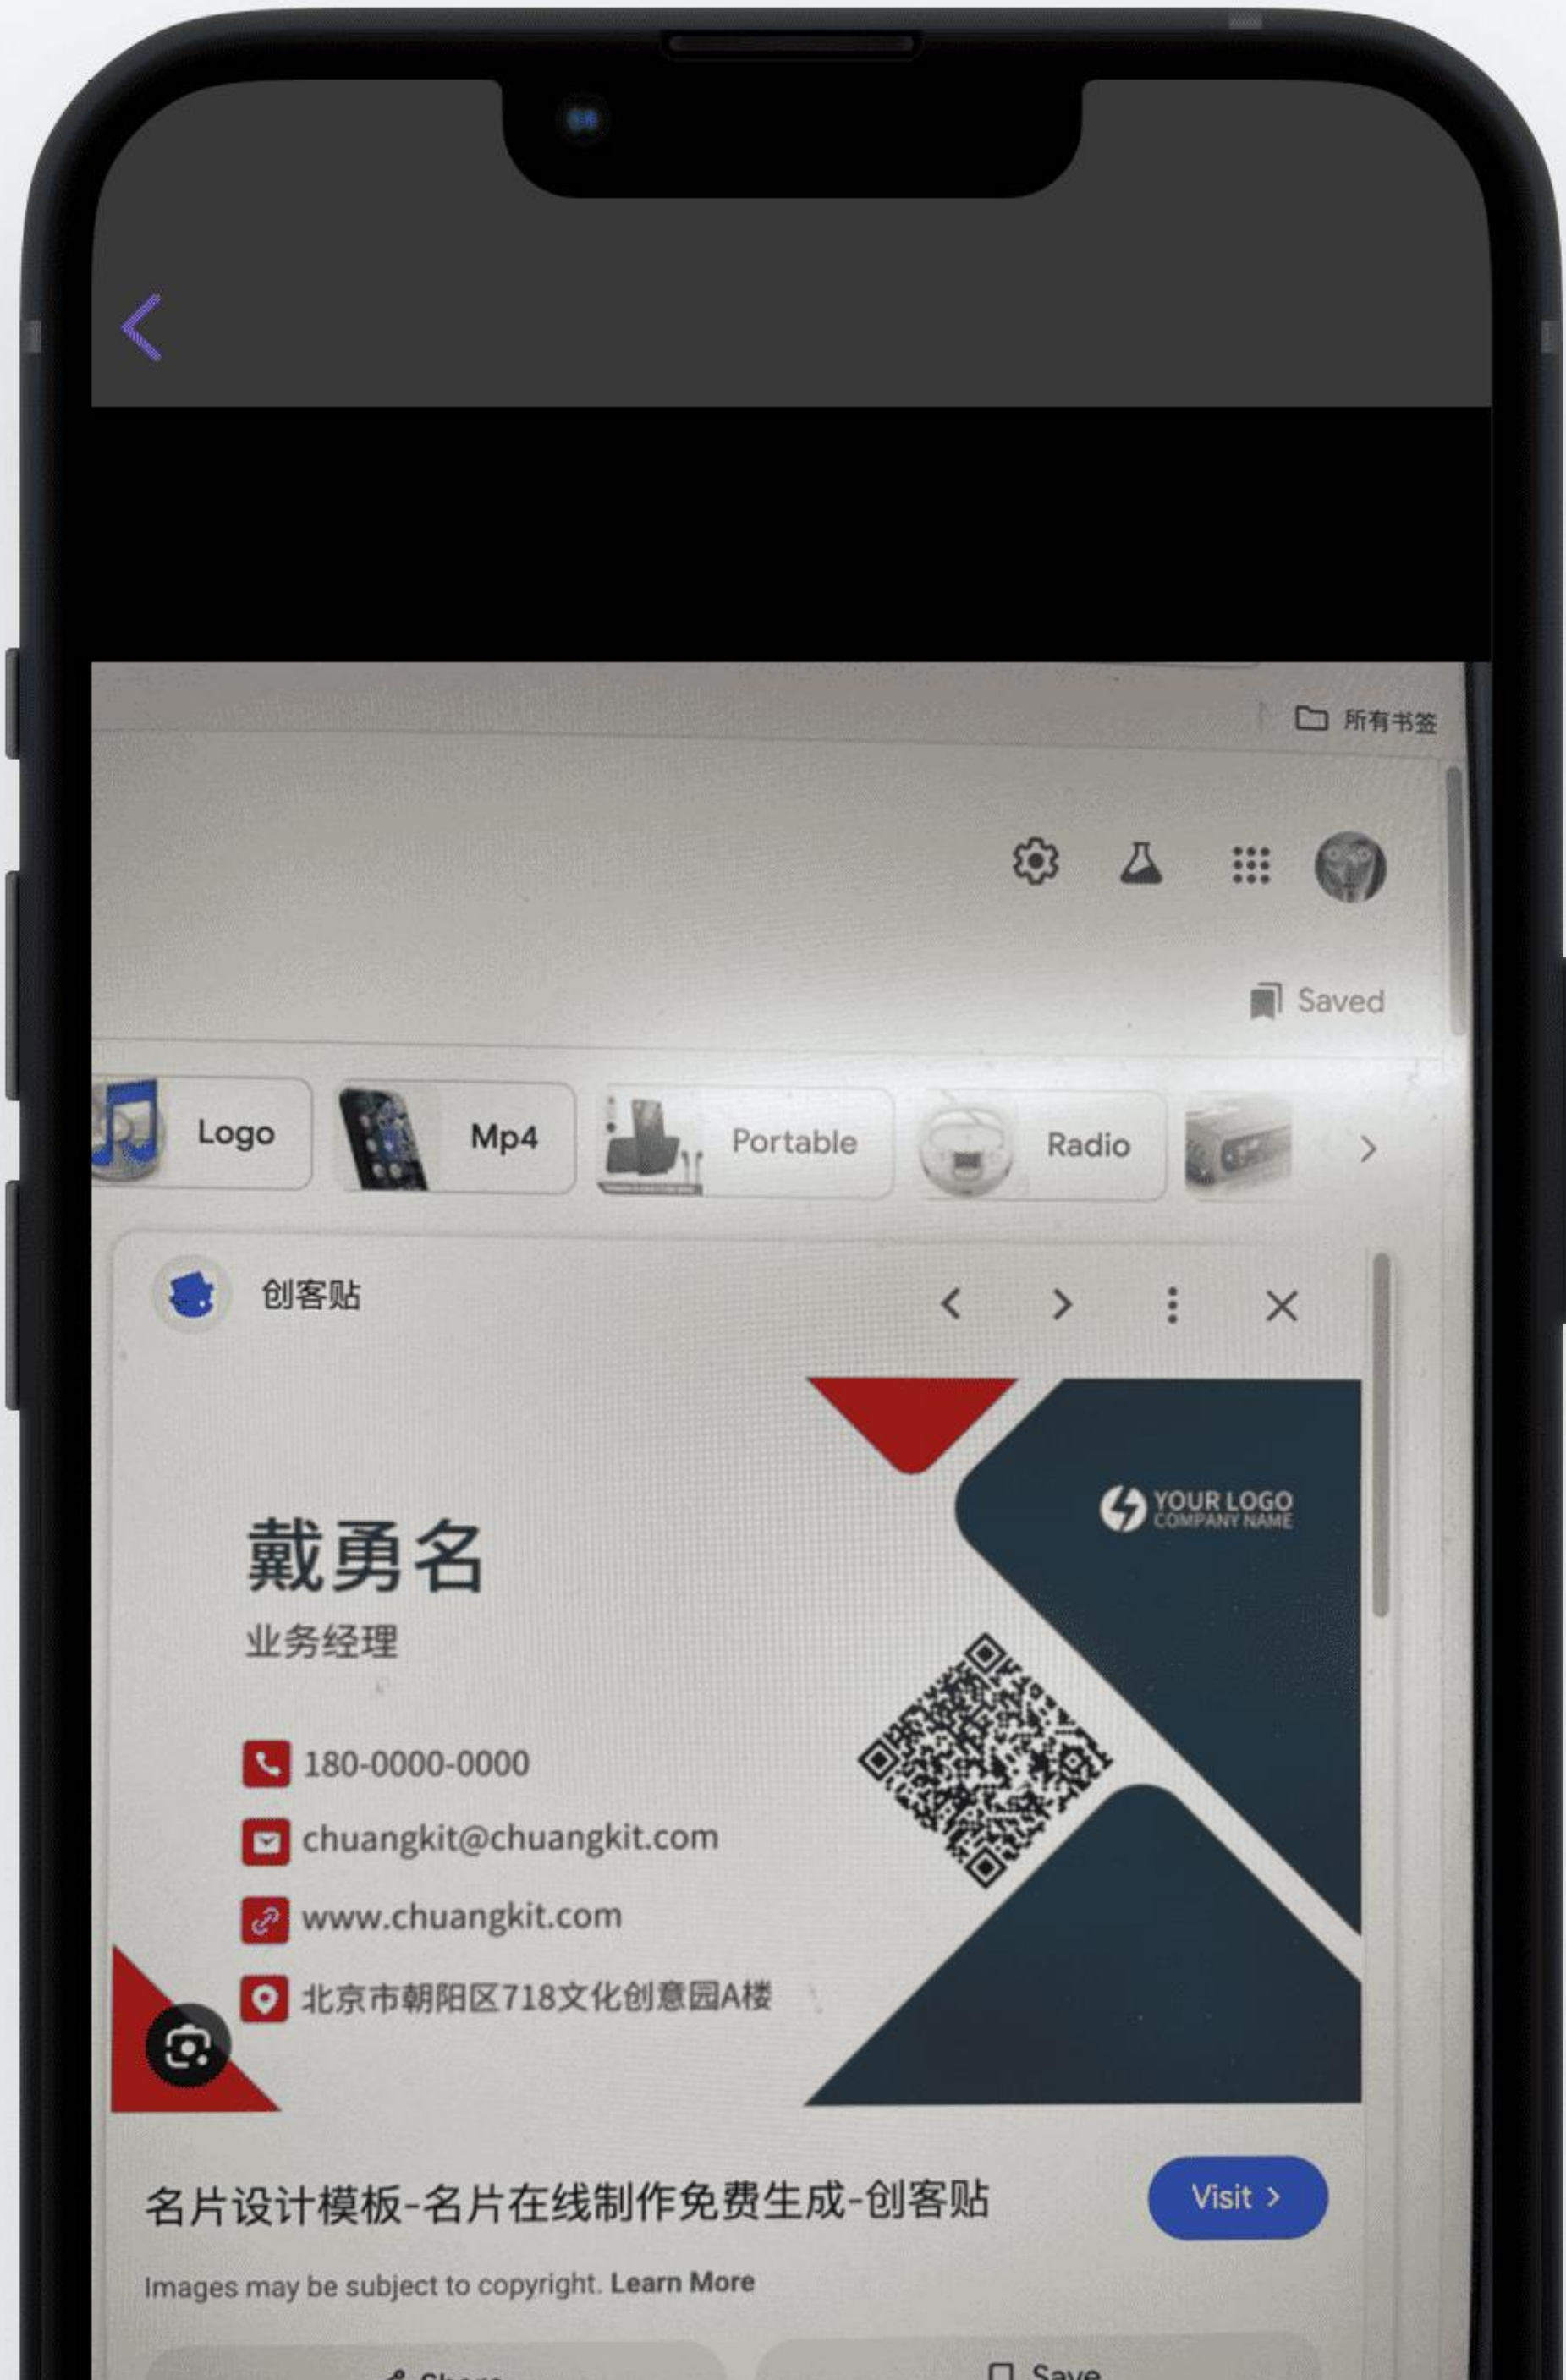 所有书签
Saved
Logo
Mp4
Portable
Radio
创客贴
YOUR LOGO
COMPANY NAME
戴勇名
业务经理
180-0000-0000
chuangkit@chuangkit.com
www.chuangkit.com
北京市朝阳区718文化创意园A楼
名片设计模板-名片在线制作免费生成-创客贴
Visit
Images may be subject to copyright. Learn More
Share
Save